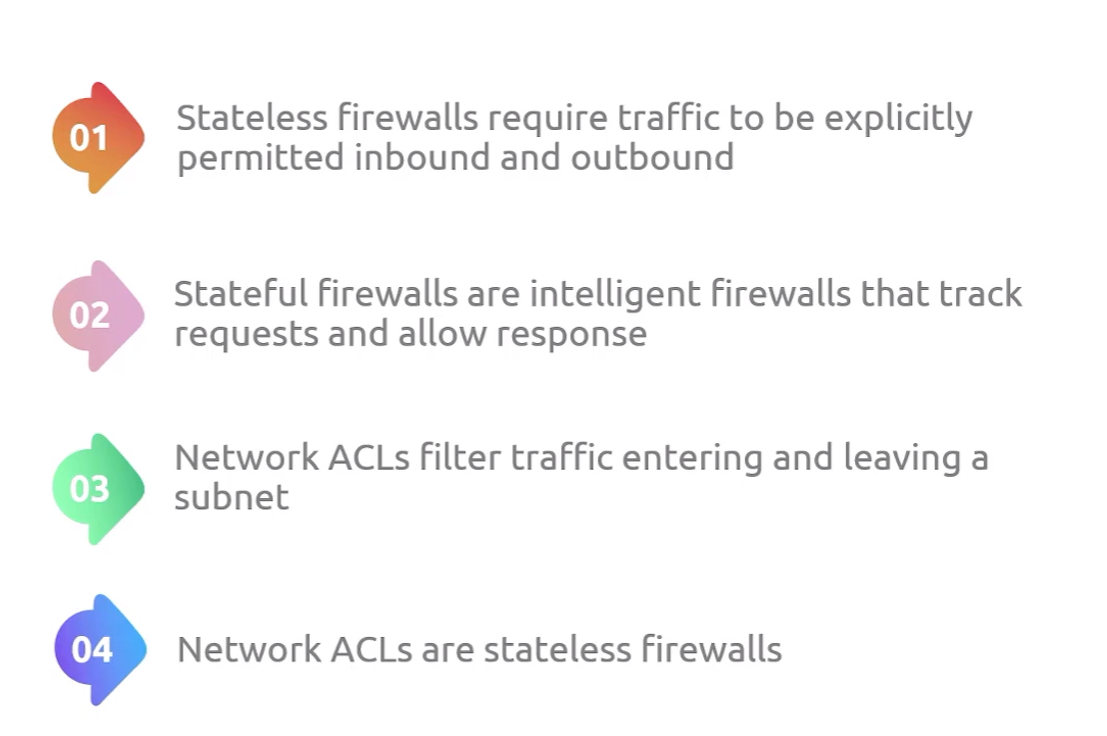 01
Stateless firewalls require traffic to be explicitly
permitted inbound and outbound
02
Stateful firewalls are intelligent firewalls that track
requests and allow response
03
Network ACLs filter traffic entering and leaving a
subnet
04
Network ACLs are stateless firewalls